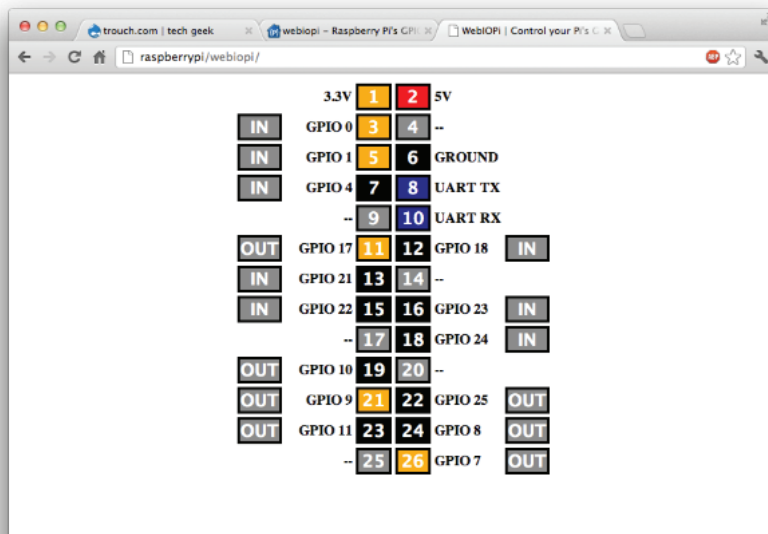 trouch.com | tech geek
webiopi – Raspberry Pi's GPI
WebIOPi | Control your Pi's G
raspberrypi/webiopi/
ABP
3.3V 1 2 5V
IN GPIO 0 3 4 --
IN GPIO 1 5 6 GROUND
IN GPIO 4 7 8 UART TX
-- 9 10 UART RX
OUT GPIO 17 11 12 GPIO 18 IN
IN GPIO 21 13 14 --
IN GPIO 22 15 16 GPIO 23 IN
-- 17 18 GPIO 24 IN
OUT GPIO 10 19 20 --
OUT GPIO 9 21 22 GPIO 25 OUT
OUT GPIO 11 23 24 GPIO 8 OUT
-- 25 26 GPIO 7 OUT